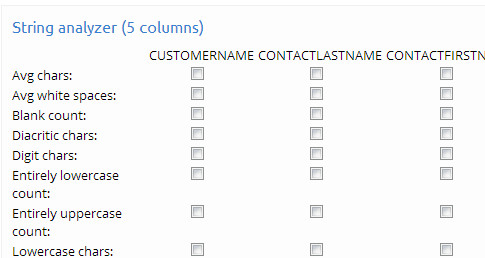 String analyzer (5 columns)
CUSTOMERNAME CONTACTLASTNAME CONTACTFIRSTN
Avg chars:
Avg white spaces:
Blank count:
Diacritic chars:
Digit chars:
Entirely lowercase
count:
Entirely uppercase
count:
Lowercase chars: